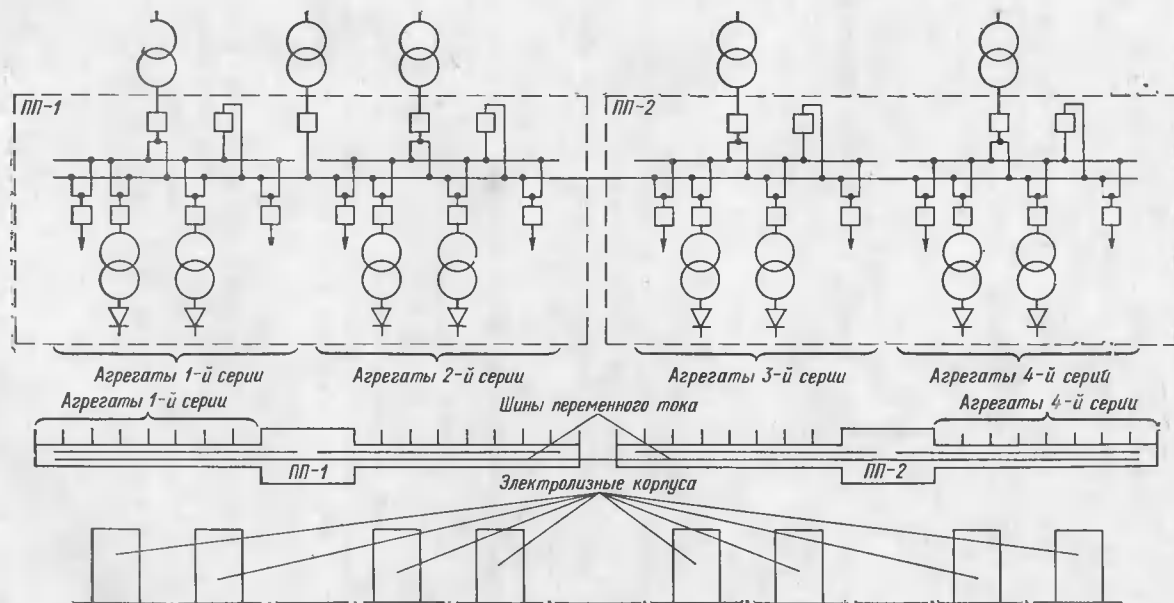 ПП-1
ПП-2
Агрегаты 1-й серии
Агрегаты 2-й серии
Агрегаты 3-й серии
Агрегаты 4-й серий
Агрегаты 1-й серии
Шины переменного тока
Агрегаты 4-й серии
ПП-1
ПП-2
Электролизные корпуса